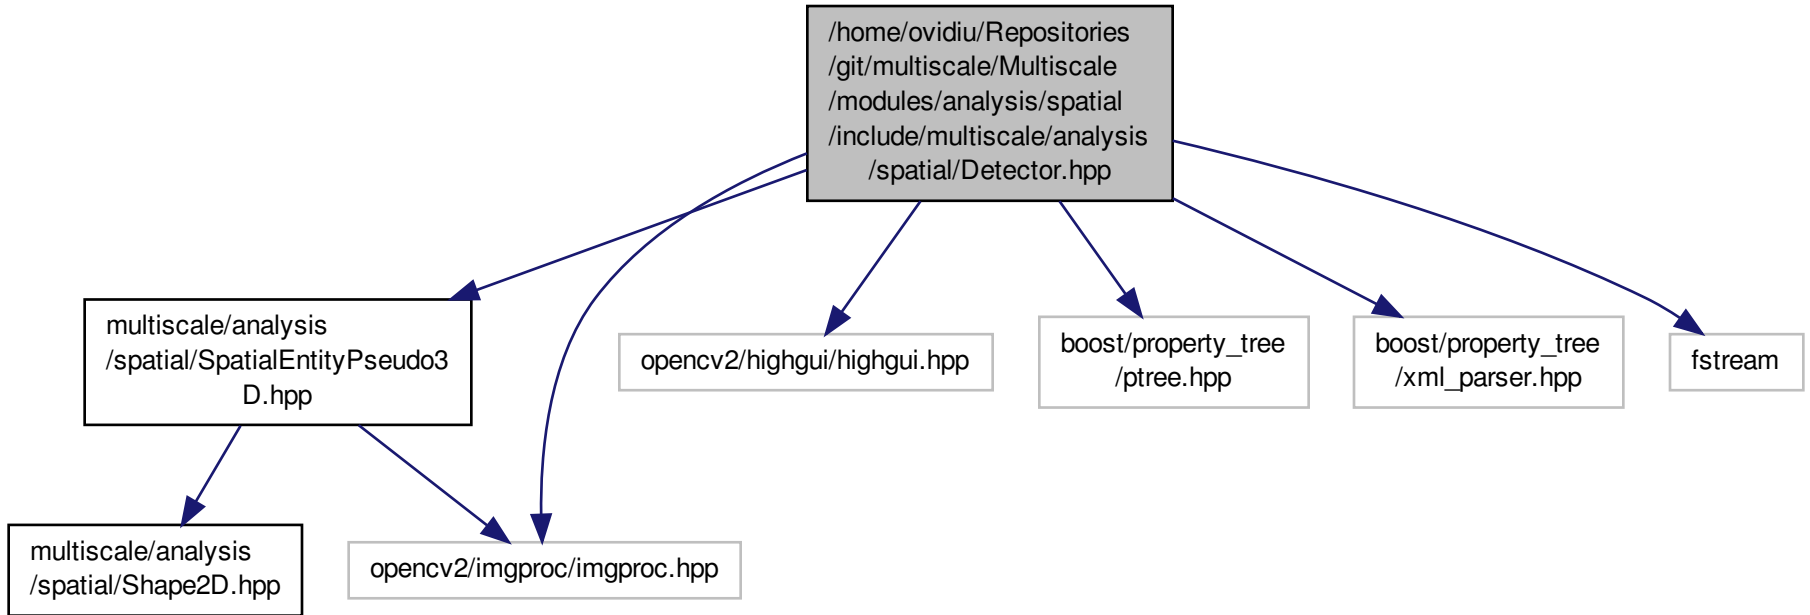 /home/ovidiu/Repositories
/git/multiscale/Multiscale
/modules/analysis/spatial
/include/multiscale/analysis
/spatial/Detector.hpp
multiscale/analysis
/spatial/SpatialEntityPseudo3
D.hpp
opencv2/highgui/highgui.hpp
boost/property_tree
/ptree.hpp
boost/property_tree
/xml_parser.hpp
fstream
multiscale/analysis
/spatial/Shape2D.hpp
opencv2/imgproc/imgproc.hpp